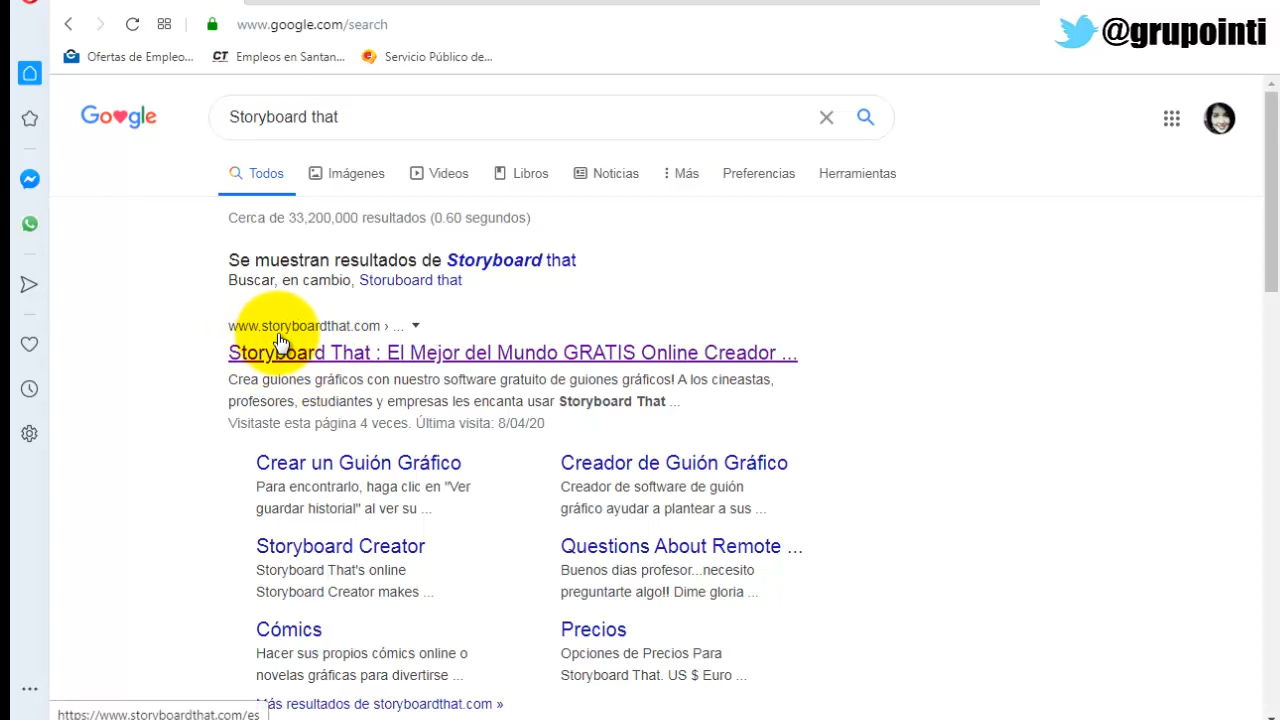 www.google.com/search
@grupointi
Ofertas de Empleo...
CT Empleos en Santan...
Servicio Público de...
Google
Storyboard that
Todos
Imágenes
Videos
Libros
Noticias
Más
Preferencias
Herramientas
Cerca de 33,200,000 resultados (0.60 segundos)
Se muestran resultados de Storyboard that
Buscar, en cambio, Storuboard that
www.storyboardthat.com › ...
Storyboard That : El Mejor del Mundo GRATIS Online Creador ...
Crea guiones gráficos con nuestro software gratuito de guiones gráficos! A los cineastas,
profesores, estudiantes y empresas les encanta usar Storyboard That ...
Visitaste esta página 4 veces. Última visita: 8/04/20
Crear un Guión Gráfico
Para encontrarlo, haga clic en "Ver
guardar historial" al ver su ...
Creador de Guión Gráfico
Creador de software de guión
gráfico ayudar a plantear a sus ...
Storyboard Creator
Storyboard That's online
Storyboard Creator makes ...
Questions About Remote ...
Buenos dias profesor...necesito
preguntarte algo!! Dime gloria ...
Cómics
Hacer sus propios cómics online o
novelas gráficas para divertirse ...
Precios
Opciones de Precios Para
Storyboard That. US $ Euro ...
Más resultados de storyboardthat.com »
https://www.storyboardthat.com/es